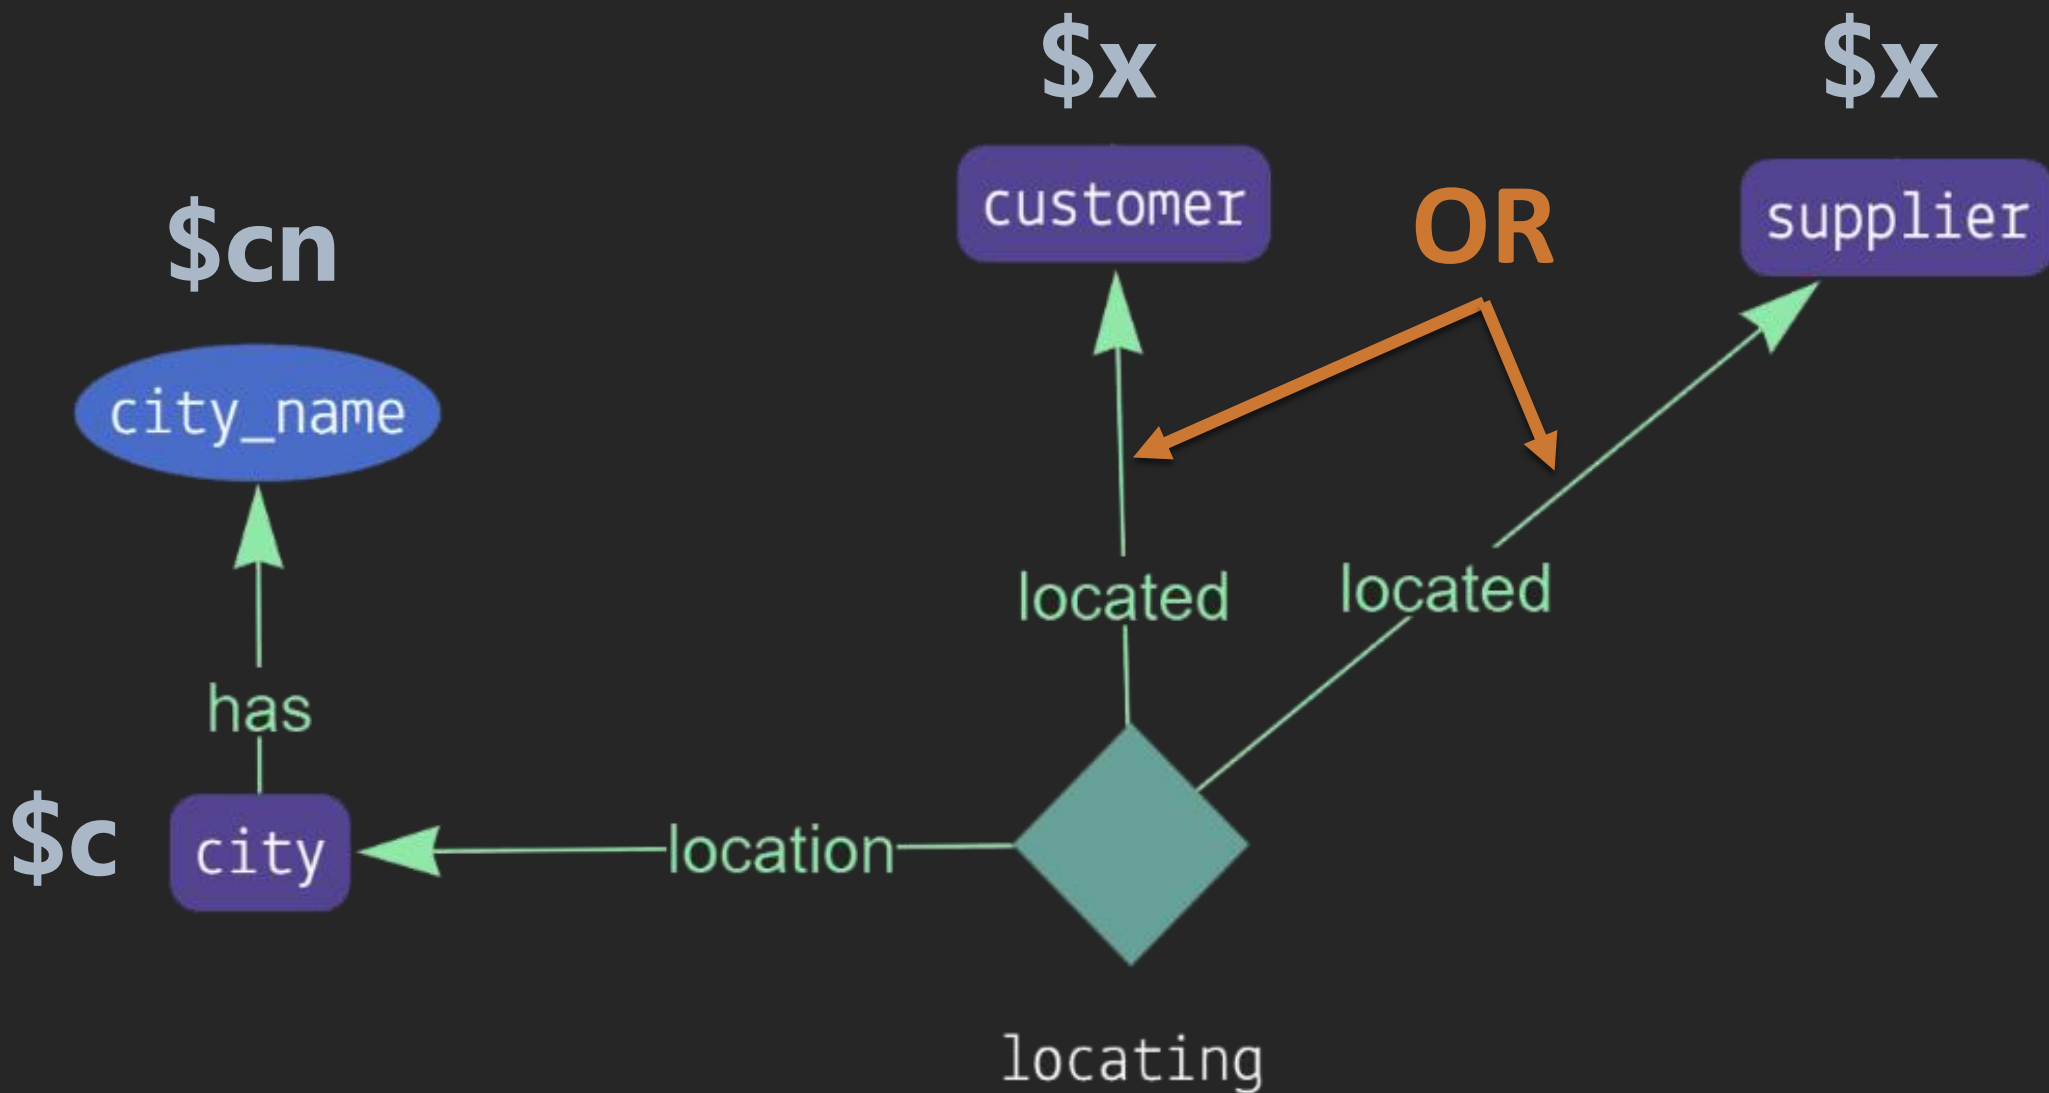 $x
$x
customer
OR
supplier
$cn
city_name
located
located
has
$c
city
location
locating